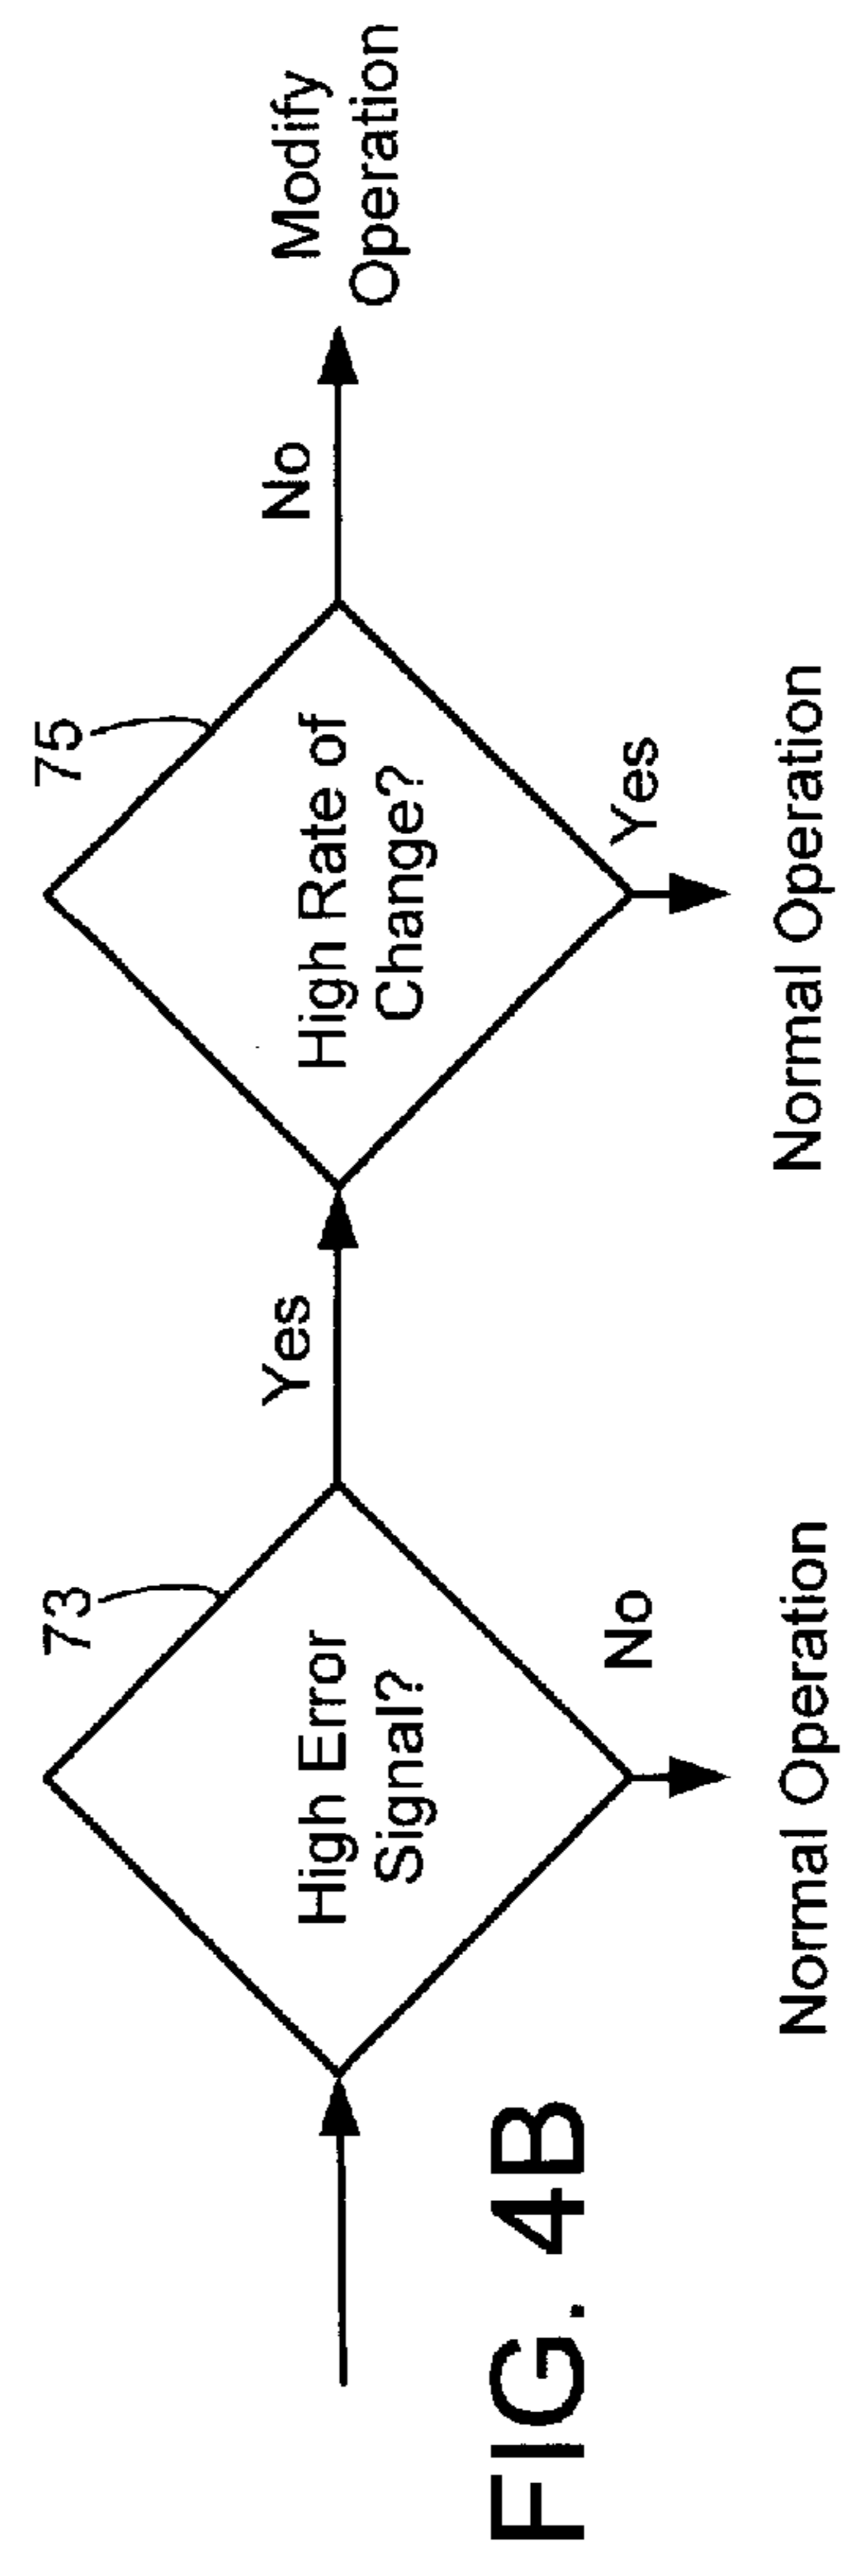 73
High Error
Signal?
Yes
No
Normal Operation
75
High Rate of
Change?
No
Yes
Normal Operation
Modify
Operation
FIG. 4B